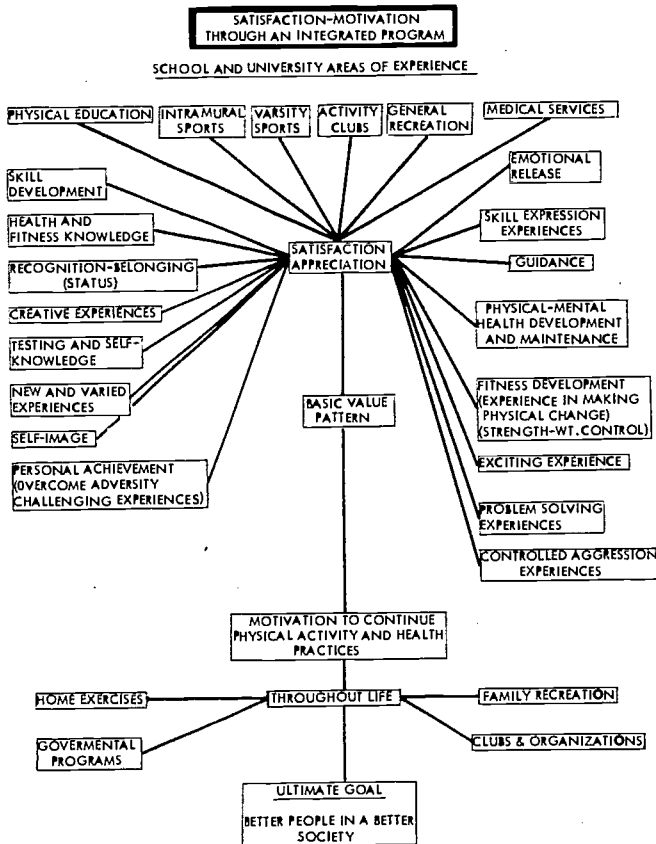 SATISFACTION-MOTIVATION
THROUGH AN INTEGRATED PROGRAM
SCHOOL AND UNIVERSITY AREAS OF EXPERIENCE
PHYSICAL EDUCATION
INTRAMURAL
SPORTS
VARSITY
SPORTS
ACTIVITY
CLUBS
GENERAL
RECREATION
MEDICAL SERVICES
SKILL
DEVELOPMENT
HEALTH AND
FITNESS KNOWLEDGE
RECOGNITION-BELONGING
(STATUS)
CREATIVE EXPERIENCES
TESTING AND SELF-
KNOWLEDGE
NEW AND VARIED
EXPERIENCES
SELF-IMAGE
PERSONAL ACHIEVEMENT
(OVERCOME ADVERSITY
CHALLENGING EXPERIENCES)
SATISFACTION
APPRECIATION
EMOTIONAL
RELEASE
SKILL EXPRESSION
EXPERIENCES
GUIDANCE
PHYSICAL-MENTAL
HEALTH DEVELOPMENT
AND MAINTENANCE
FITNESS DEVELOPMENT
(EXPERIENCE IN MAKING
PHYSICAL CHANGE)
(STRENGTH-WT.CONTROL)
EXCITING EXPERIENCE
PROBLEM SOLVING
EXPERIENCES
CONTROLLED AGGRESSION
EXPERIENCES
BASIC VALUE
PATTERN
MOTIVATION TO CONTINUE
PHYSICAL ACTIVITY AND HEALTH
PRACTICES
HOME EXERCISES
THROUGHOUT LIFE
FAMILY RECREATION
GOVERMENTAL
PROGRAMS
CLUBS & ORGANIZATIONS
ULTIMATE GOAL
BETTER PEOPLE IN A BETTER
SOCIETY